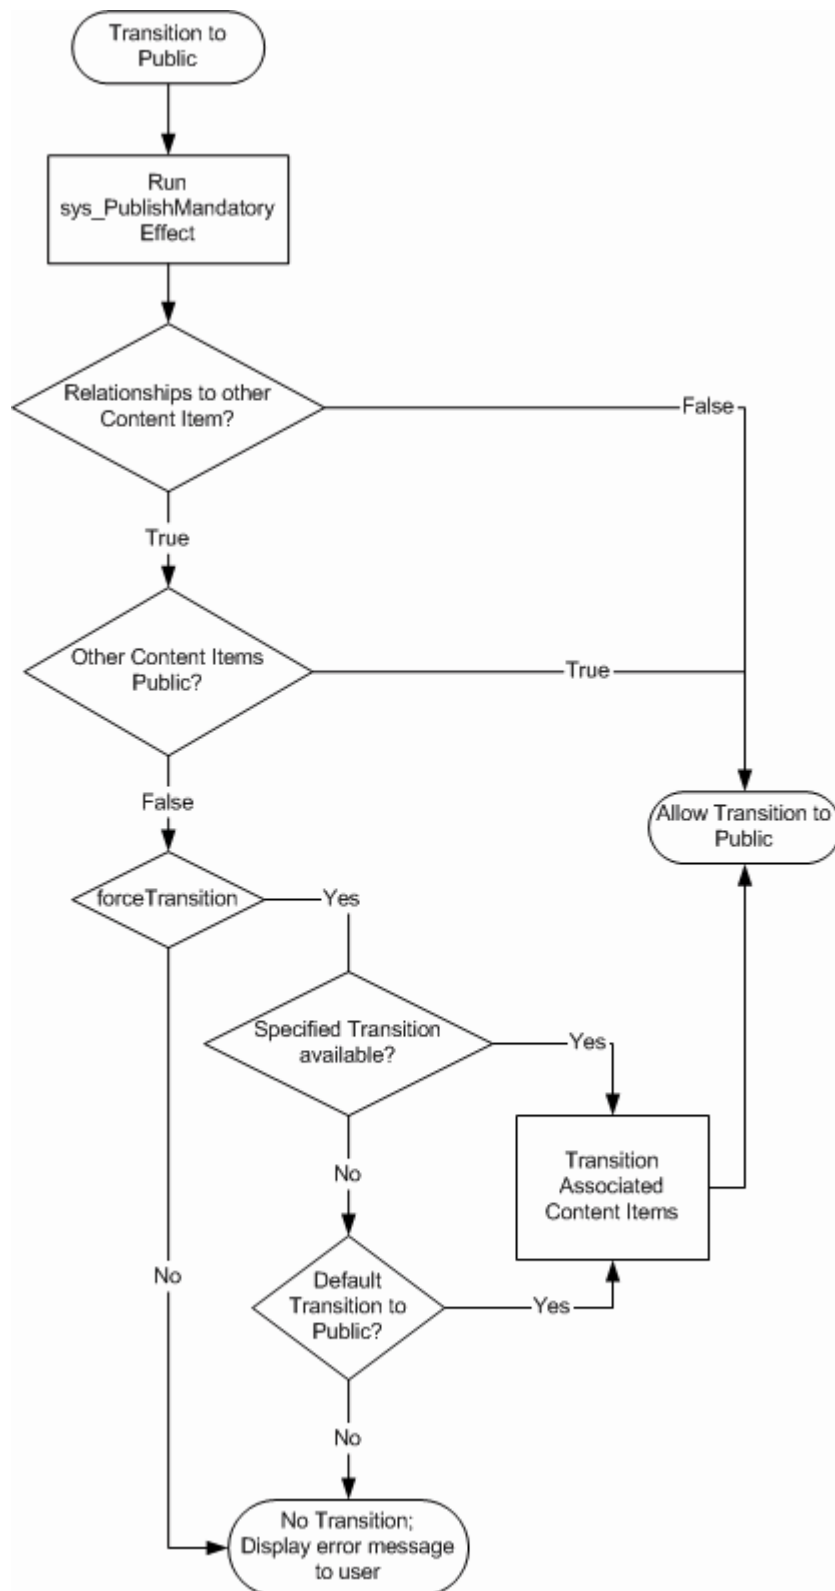 Transition to
Public
Run
sys_PublishMandatory
Effect
Relationships to other
Content Item?
False
True
Other Content Items
Public?
True
False
Allow Transition to
Public
forceTransition
Yes
Specified Transition
available?
Yes
No
Transition
Associated
Content Items
No
Default
Transition to
Public?
Yes
No
No Transition;
Display error message
to user